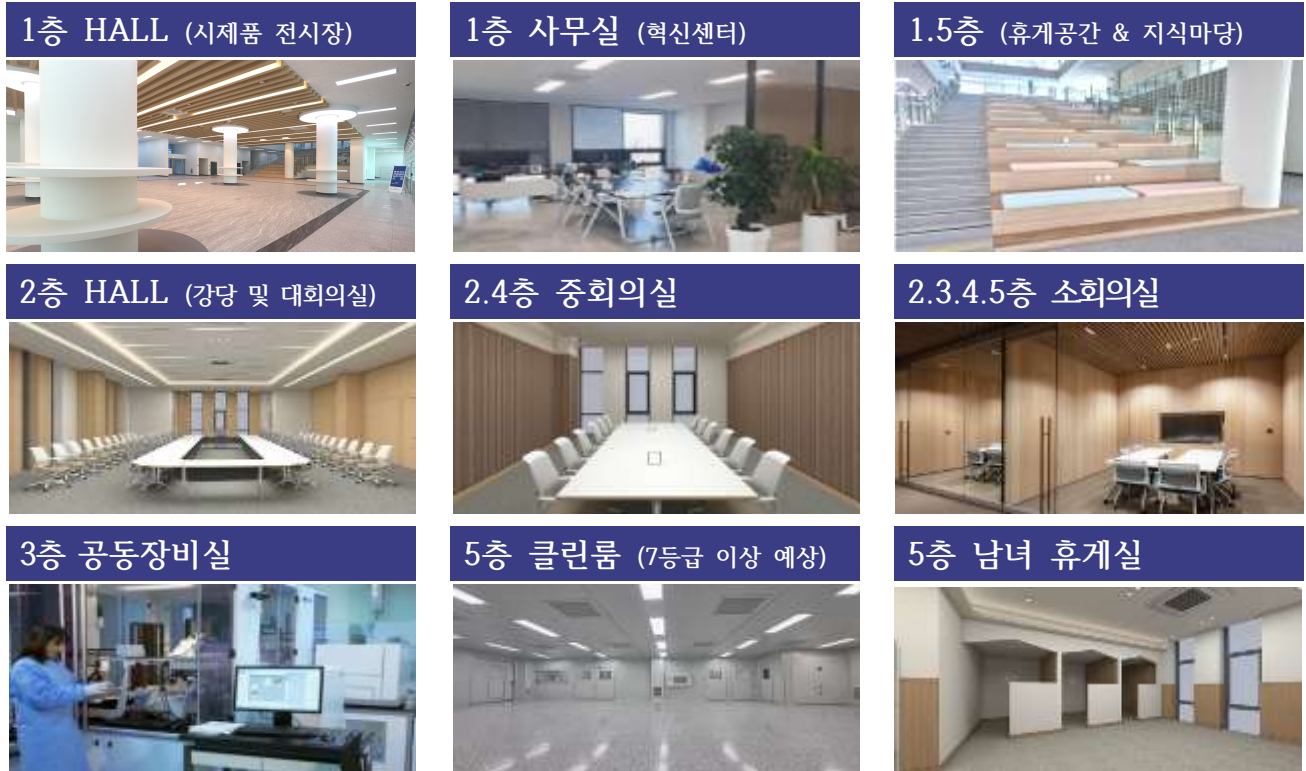 1층 HALL (시제품 전시장)
1층 사무실 (혁신센터)
1.5층 (휴게공간 & 지식마당)
2층 HALL (강당 및 대회의실)
2.4층 중회의실
2.3.4.5층 소회의실
3층 공동장비실
5층 클린룸 (7등급 이상 예상)
5층 남녀 휴게실